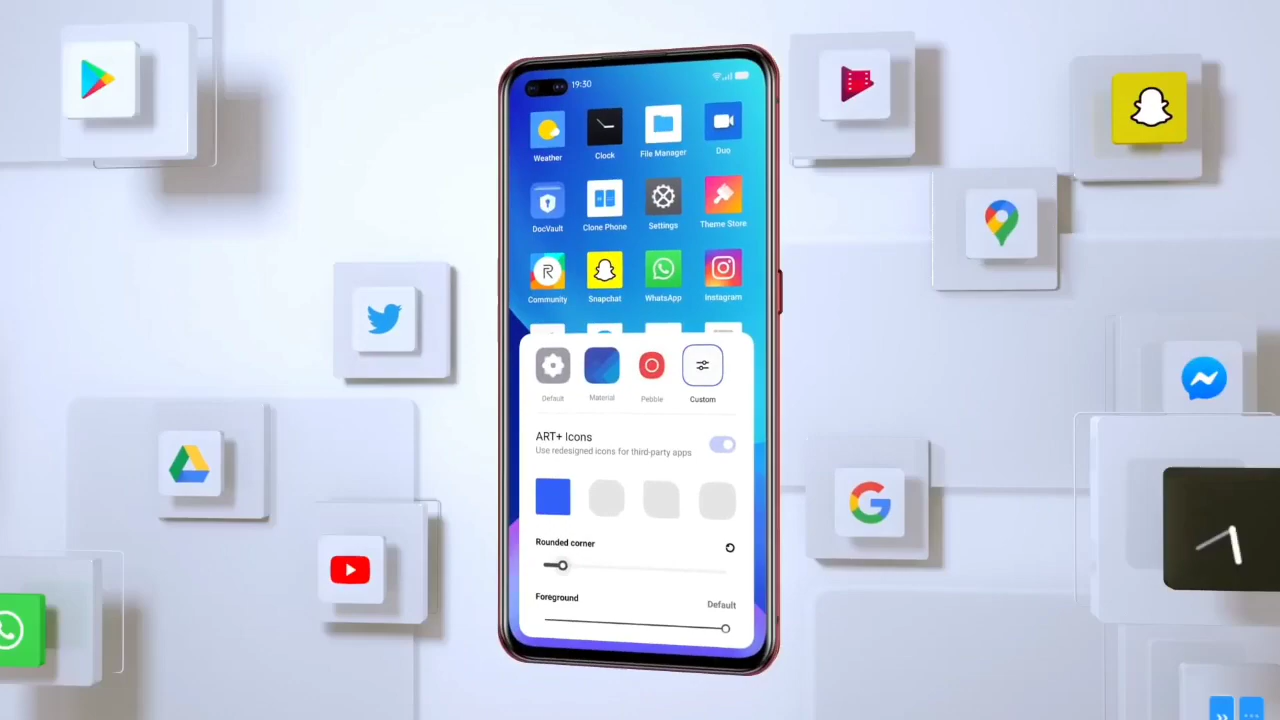 19:30
Weather
Clock
File Manager
Duo
DocVault
Clone Phone
Settings
Theme Store
R
Community
Snapchat
WhatsApp
Instagram
Default
Material
Pebble
Custom
ART+ Icons
Use redesigned icons for third-party apps
Rounded corner
Foreground
Default
G